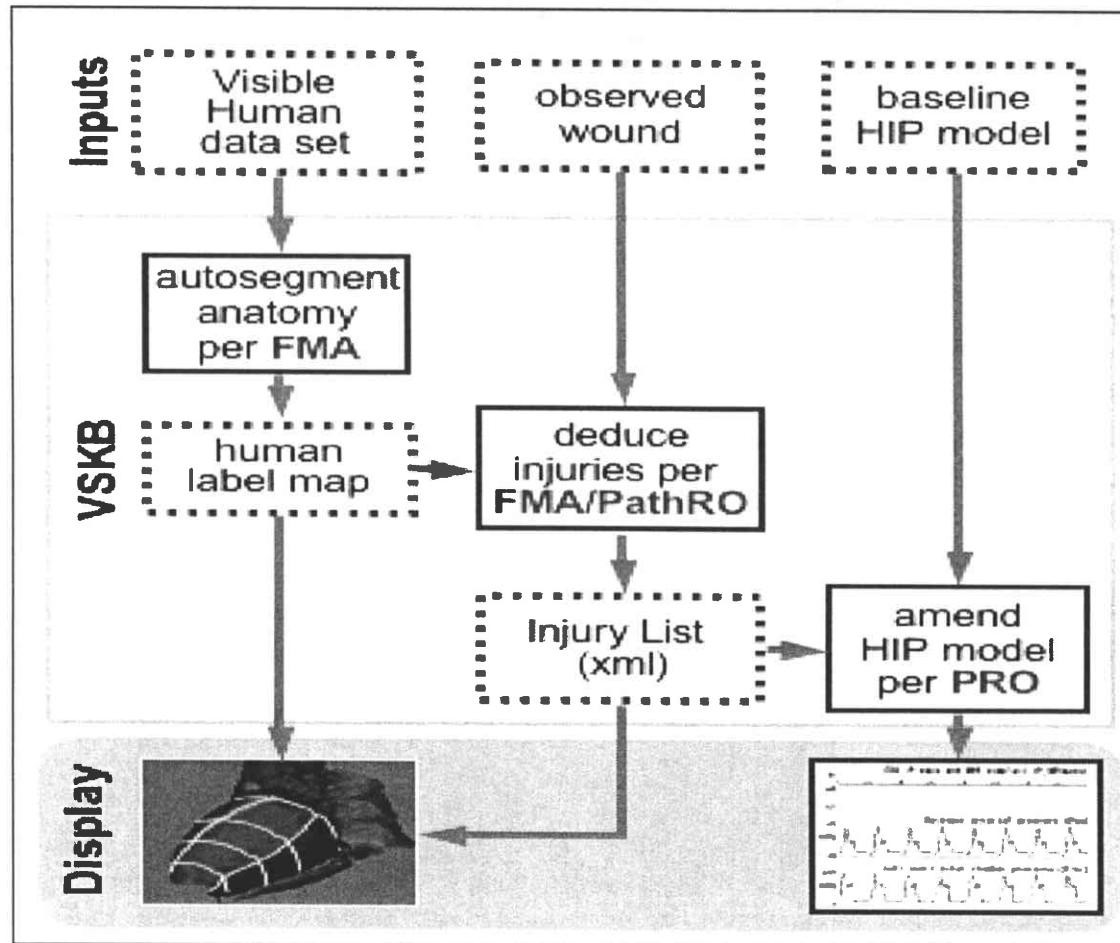 Inputs
Visible
Human
data set
observed
wound
baseline
HIP model
VSKB
autosegment
anatomy
per FMA
human
label map
deduce
injuries per
FMA/PathRO
Injury List
(xml)
amend
HIP model
per PRO
Display